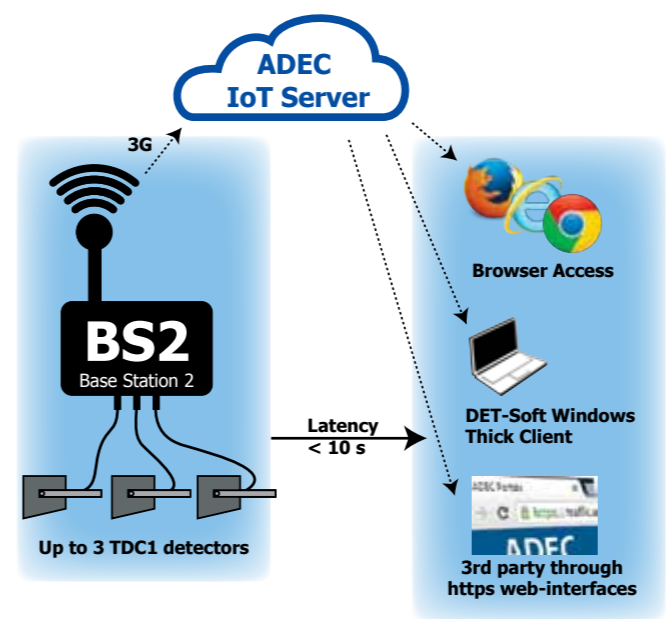 ADEC
IoT Server
3G
BS2
Base Station 2
Up to 3 TDC1 detectors
Latency
< 10 s
Browser Access
DET-Soft Windows
Thick Client
ADEC
3rd party through
https web-interfaces